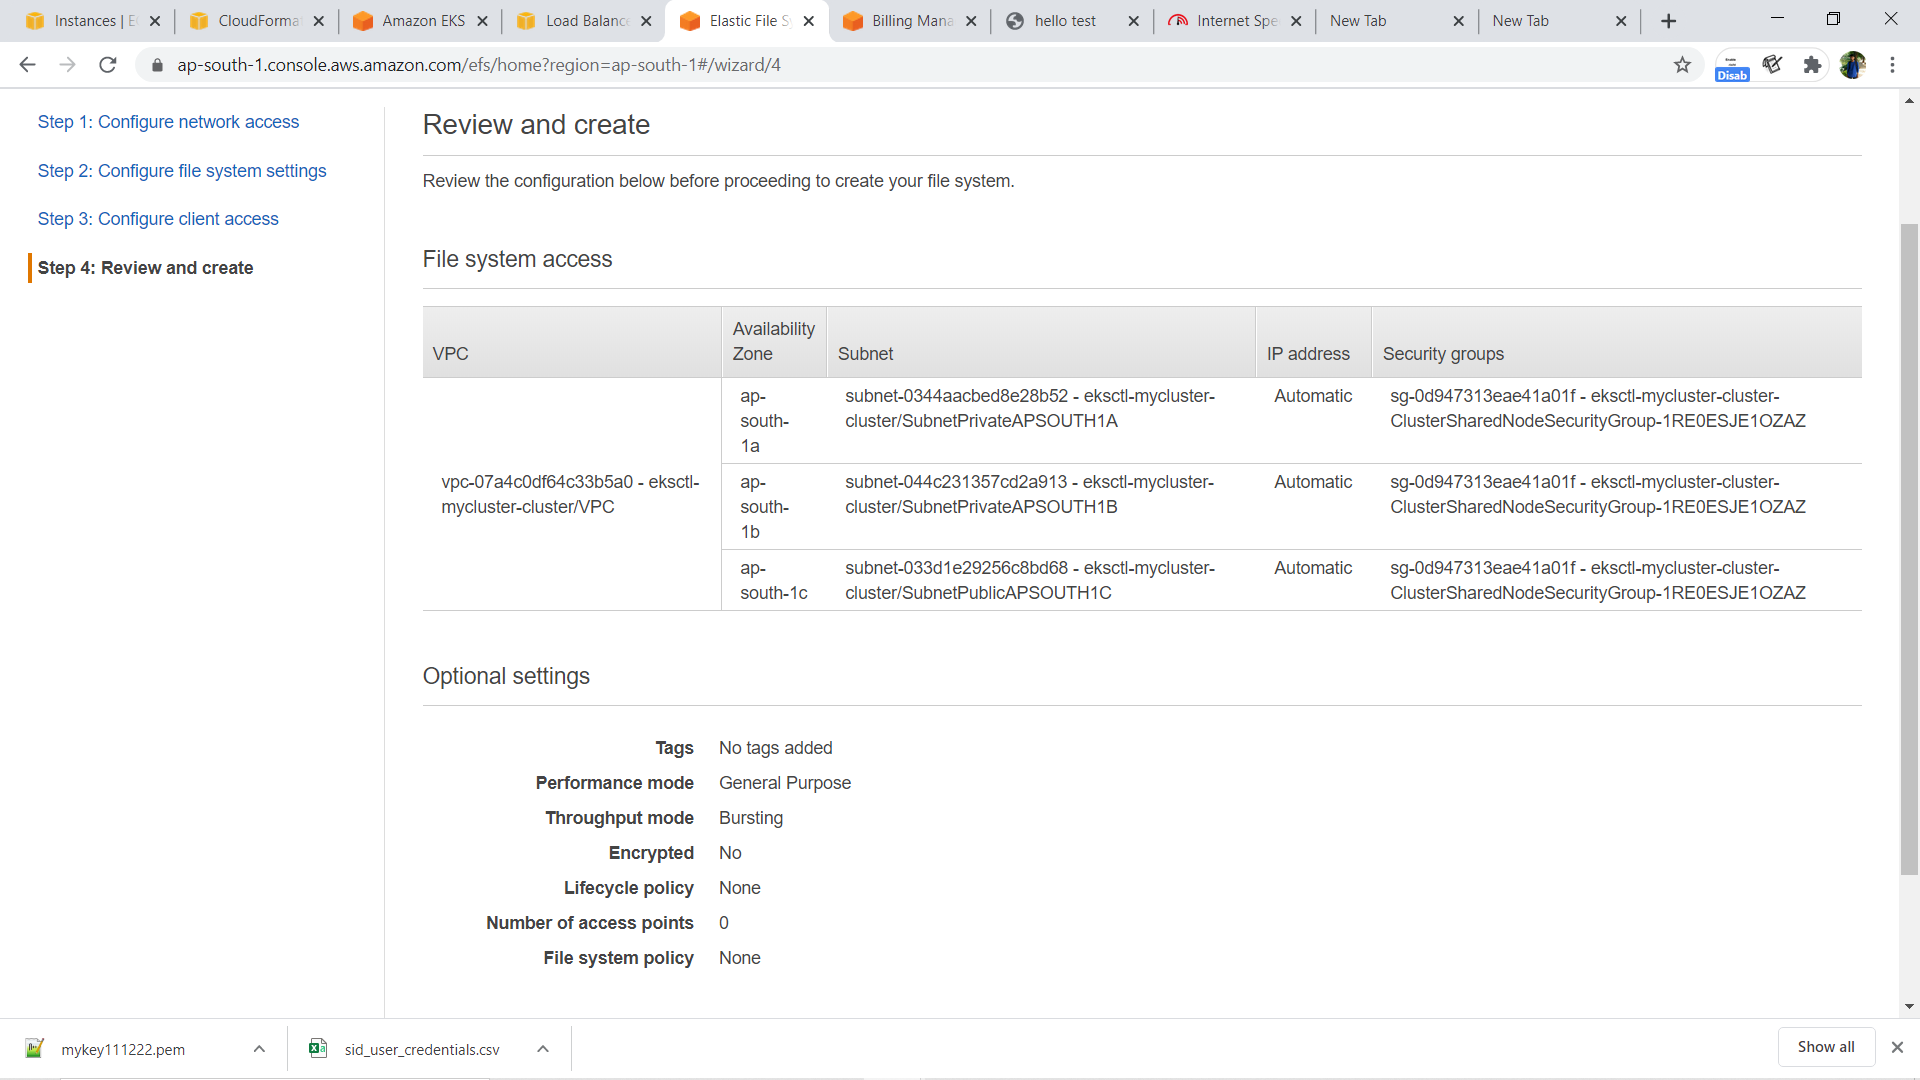 Instances | E
CloudForma
Amazon EKS
Load Balanc
Elastic File S
Billing Mana
hello test
Internet Spe
New Tab
New Tab
ap-south-1.console.aws.amazon.com/efs/home?region=ap-south-1#/wizard/4
Disab
Step 1: Configure network access
Step 2: Configure file system settings
Step 3: Configure client access
Step 4: Review and create
Review and create
Review the configuration below before proceeding to create your file system.
File system access
VPC
Availability
Zone
Subnet
IP address
Security groups
vpc-07a4c0df64c33b5a0 - eksctl-
mycluster-cluster/VPC
ap-
south-
1a
subnet-0344aacbed8e28b52 - eksctl-mycluster-
cluster/SubnetPrivateAPSOUTH1A
Automatic
sg-0d947313eae41a01f - eksctl-mycluster-cluster-
ClusterSharedNodeSecurityGroup-1RE0ESJE1OZAZ
ap-
south-
1b
subnet-044c231357cd2a913 - eksctl-mycluster-
cluster/SubnetPrivateAPSOUTH1B
Automatic
sg-0d947313eae41a01f - eksctl-mycluster-cluster-
ClusterSharedNodeSecurityGroup-1RE0ESJE1OZAZ
ap-
south-1c
subnet-033d1e29256c8bd68 - eksctl-mycluster-
cluster/SubnetPublicAPSOUTH1C
Automatic
sg-0d947313eae41a01f - eksctl-mycluster-cluster-
ClusterSharedNodeSecurityGroup-1RE0ESJE1OZAZ
Optional settings
Tags No tags added
Performance mode General Purpose
Throughput mode Bursting
Encrypted No
Lifecycle policy None
Number of access points 0
File system policy None
mykey111222.pem
sid_user_credentials.csv
Show all